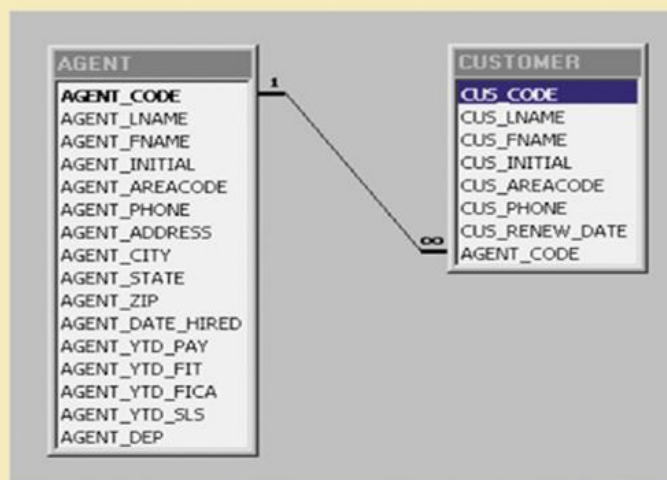 AGENT
AGENT_CODE
AGENT_LNAME
AGENT_FNAME
AGENT_INITIAL
AGENT_AREACODE
AGENT_PHONE
AGENT_ADDRESS
AGENT_CITY
AGENT_STATE
AGENT_ZIP
AGENT_DATE_HIRED
AGENT_YTD_PAY
AGENT_YTD_FIT
AGENT_YTD_FICA
AGENT_YTD_SLS
AGENT_DEP
1
∞
CUSTOMER
CUS_CODE
CUS_LNAME
CUS_FNAME
CUS_INITIAL
CUS_AREACODE
CUS_PHONE
CUS_RENEW_DATE
AGENT_CODE